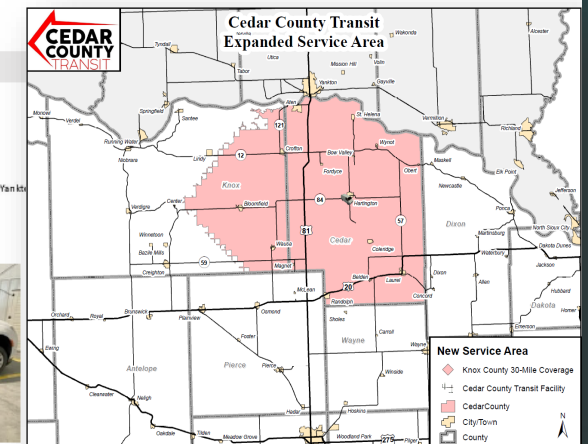 CEDAR
COUNTY
TRANSIT
Cedar County Transit
Expanded Service Area
Wakonda
Alcester
Tyndall
Utica
Mission Hill
Volin
Tabor
Yankton
Gayville
Springfield
Santee
Monowi
Verdel
Aten
St. Helena
Vermillion
Richland
Running Water
Niobrara
Lindy
12
121
Crofton
Bow Valley
Wynot
Maskell
Obert
Elk Point
Knox
Fordyce
Newcastle
Jefferson
Verdigre
Center
Bloomfield
84
Hartington
Ponca
57
Dixon
North Sioux City
Winnetoon
81
Cedar
Martinsburg
Dakota Dunes
Wausa
Coleridge
Waterbury
Bazile Mills
Jackson
Creighton
59
Magnet
Belden
Laurel
Dixon
Allen
Hubbard
McLean
20
Randolph
Concord
Dakota
Homer
Orchard
Royal
Brunswick
Plainview
Osmond
Sholes
Emerson
Foster
Wayne
Carroll
Wayne
Ewing
Antelope
Pierce
Pierce
Winside
Clearwater
Neligh
Hadar
Hoskins
Oakdale
Tilden
Meadow Grove
Woodland Park
275
Pilger
New Service Area
Knox County 30-Mile Coverage
Cedar County Transit Facility
CedarCounty
City/Town
County
N